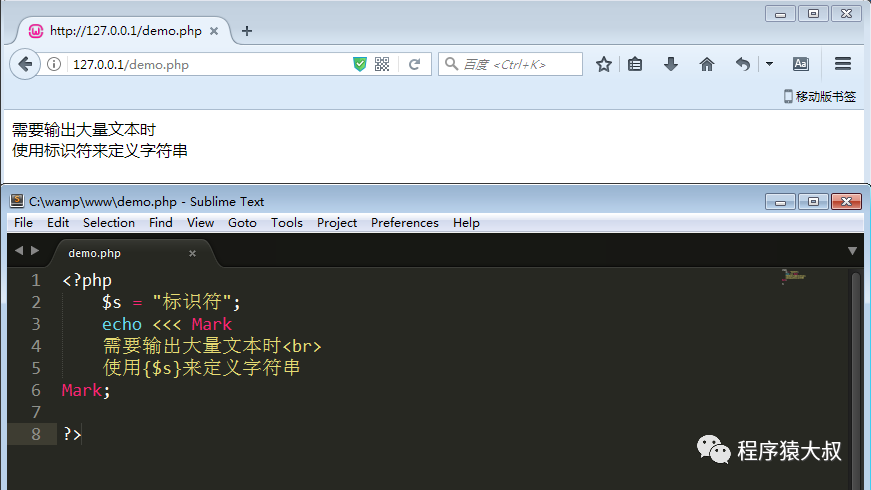 http://127.0.0.1/demo.php
127.0.0.1/demo.php
百度 <Ctrl+K>
移动版书签
需要输出大量文本时
使用标识符来定义字符串
C:\wamp\www\demo.php - Sublime Text
File Edit Selection Find View Goto Tools Project Preferences Help
demo.php
1 <?php
2 $s = "标识符";
3 echo <<< Mark
4 需要输出大量文本时<br>
5 使用{$s}来定义字符串
6 Mark;
7
8 ?>
程序猿大叔